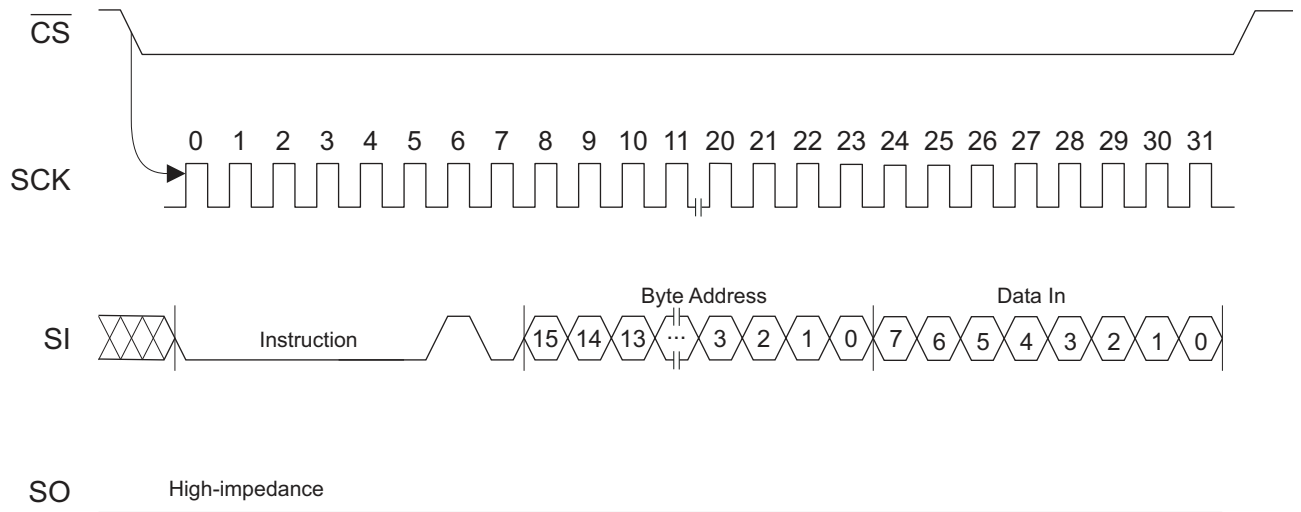 CS
0 1 2 3 4 5 6 7 8 9 10 11 20 21 22 23 24 25 26 27 28 29 30 31
SCK
Byte Address Data In
SI Instruction 15 14 13 ... 3 2 1 0 7 6 5 4 3 2 1 0
SO High-impedance